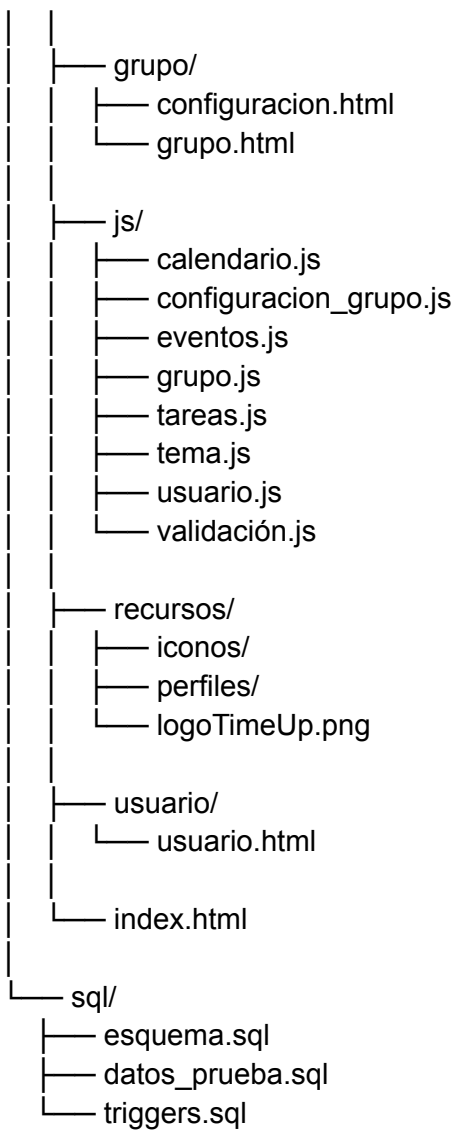 │   │
│   ├── grupo/
│   │   ├── configuracion.html
│   │   └── grupo.html
│   │
│   ├── js/
│   │   ├── calendario.js
│   │   ├── configuracion_grupo.js
│   │   ├── eventos.js
│   │   ├── grupo.js
│   │   ├── tareas.js
│   │   ├── tema.js
│   │   ├── usuario.js
│   │   └── validación.js
│   │
│   ├── recursos/
│   │   ├── iconos/
│   │   ├── perfiles/
│   │   └── logoTimeUp.png
│   │
│   ├── usuario/
│   │   └── usuario.html
│   │
│   └── index.html
│
└── sql/
    ├── esquema.sql
    ├── datos_prueba.sql
    └── triggers.sql